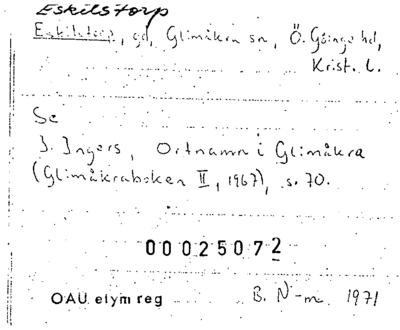 Eskilstorp
Eskilstorp, gd, Glimåkra sn, Ö. Göinge hd,
Krist. l.
Se
I. Ingers, Ortnamn i Glimåkra
(Glimåkraboken II, 1967), s. 70.
00025072
OAU etym reg B. N-m 1971